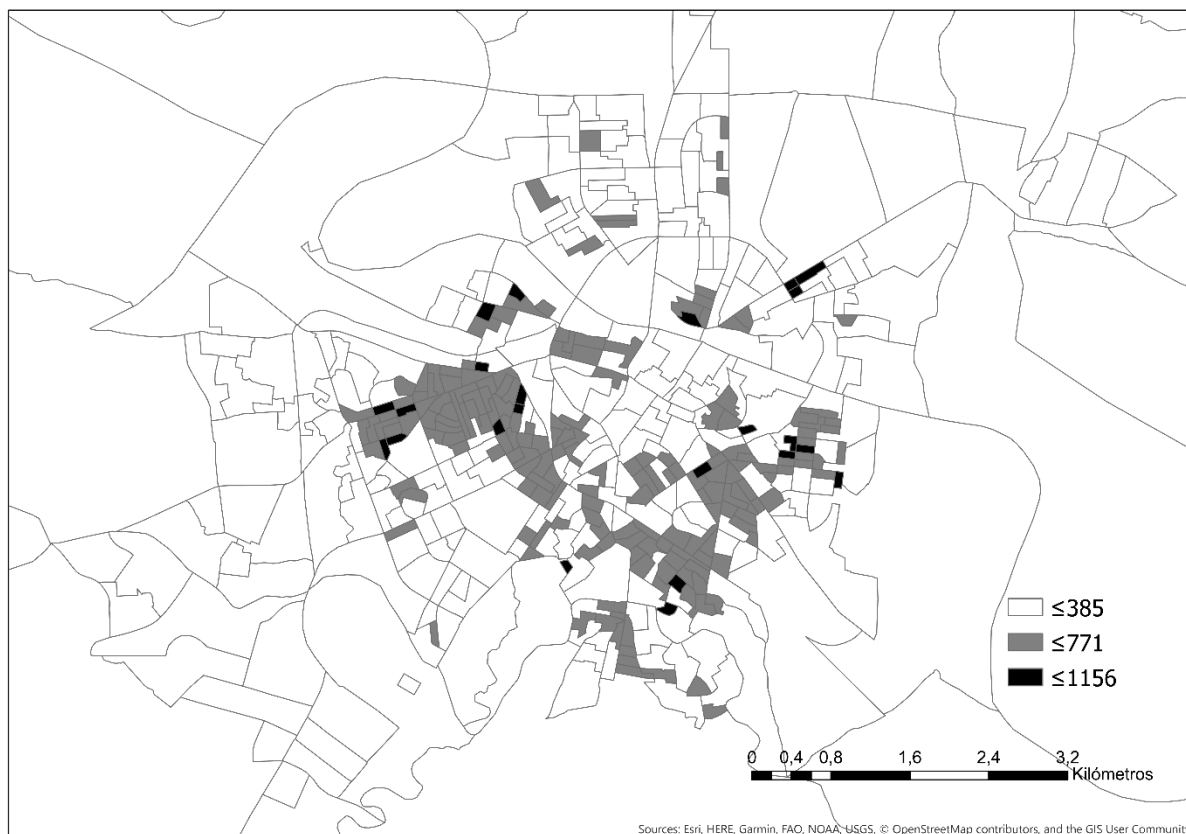 ≤385
≤771
≤1156
0 0,4 0,8 1,6 2,4 3,2
Kilómetros
Sources: Esri, HERE, Garmin, FAO, NOAA, USGS, © OpenStreetMap contributors, and the GIS User Community